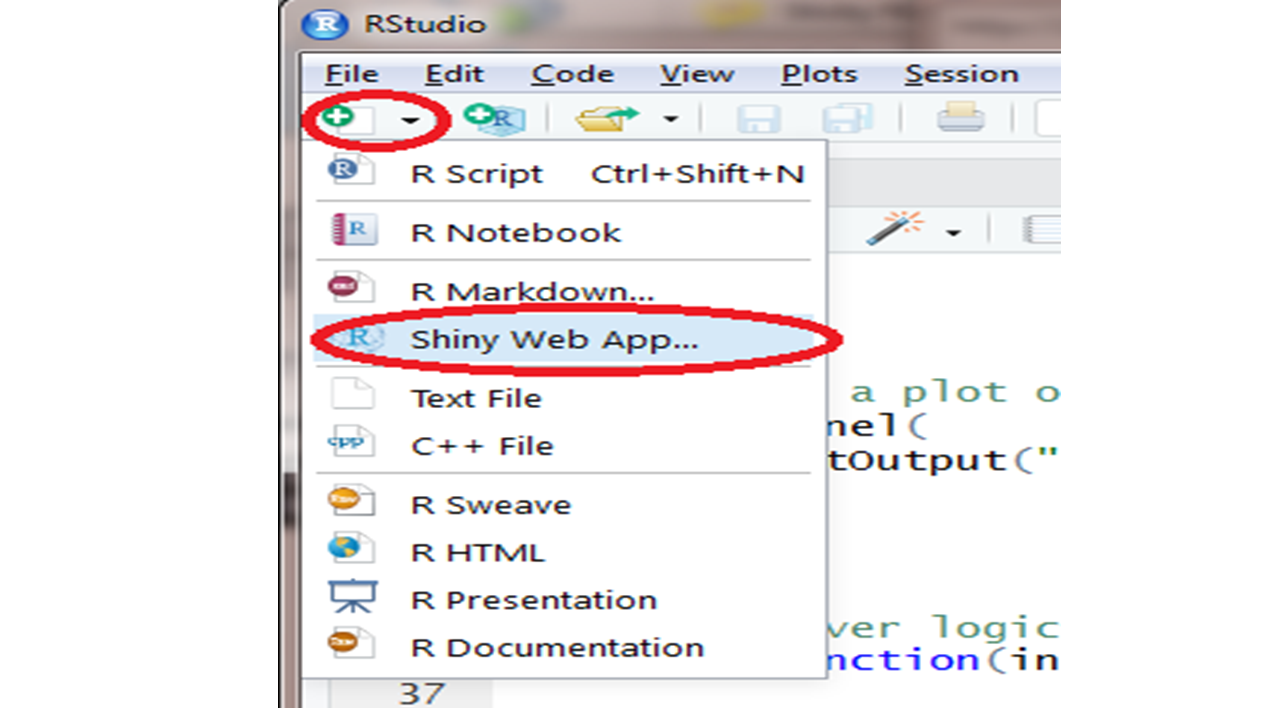 RStudio
File Edit Code View Plots Session
R Script Ctrl+Shift+N
R Notebook
R Markdown...
Shiny Web App...
Text File
C++ File
R Sweave
R HTML
R Presentation
R Documentation
a plot o
nel(
tOutput("
ver logic
nction(in
37